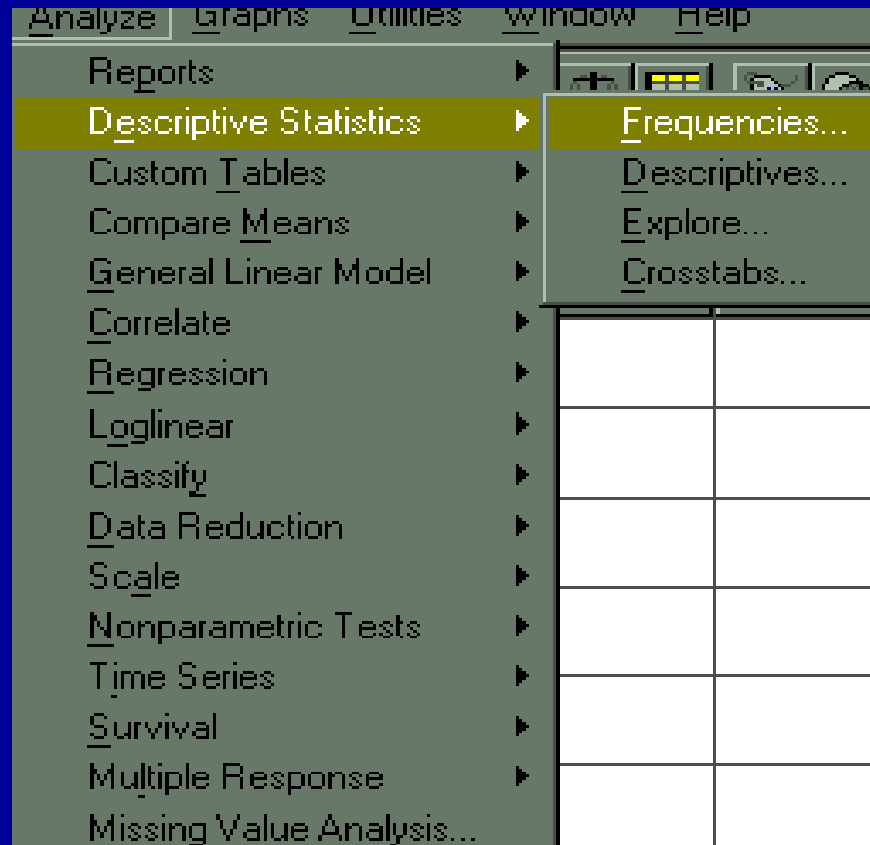 Analyze Graphs Utilities Window Help
Reports
Descriptive Statistics
Frequencies...
Custom Tables
Descriptives...
Compare Means
Explore...
General Linear Model
Crosstabs...
Correlate
Regression
Loglinear
Classify
Data Reduction
Scale
Nonparametric Tests
Time Series
Survival
Multiple Response
Missing Value Analysis...